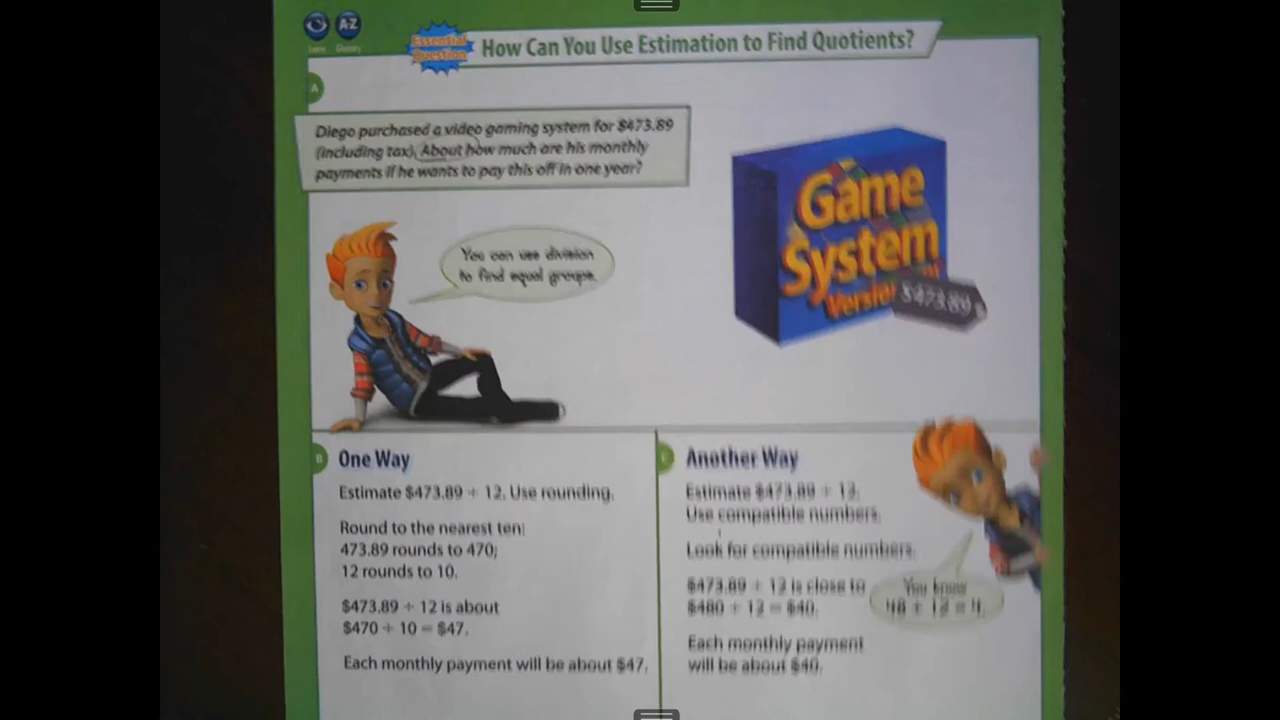 Learn Glossary
A-Z
Essential
Question
How Can You Use Estimation to Find Quotients?
A
Diego purchased a video gaming system for $473.89
(including tax). About how much are his monthly
payments if he wants to pay this off in one year?
You can use division
to find equal groups.
Game
System
Version
$473.89
B
One Way
Estimate $473.89 ÷ 12. Use rounding.
Round to the nearest ten:
473.89 rounds to 470;
12 rounds to 10.
$473.89 ÷ 12 is about
$470 ÷ 10 = $47.
Each monthly payment will be about $47.
Another Way
Estimate $473.89 ÷ 12.
Use compatible numbers.
Look for compatible numbers.
$473.89 ÷ 12 is close to
$480 ÷ 12 = $40.
Each monthly payment
will be about $40.
You know
48 ÷ 12 = 4.